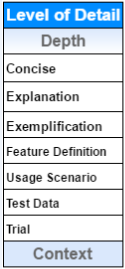 Level of Detail
Depth
Concise
Explanation
Exemplification
Feature Definition
Usage Scenario
Test Data
Trial
Context